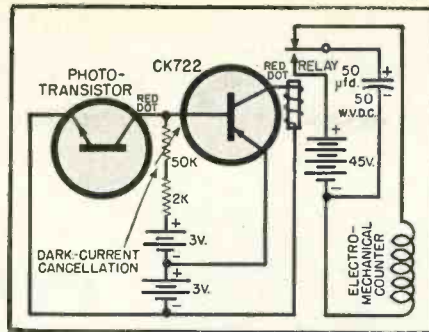 PHOTO-
TRANSISTOR
RED
DOT
CK722
RED
DOT
RELAY
50
µfd.
50
W.V.D.C.
+
-
50K
2K
DARK-CURRENT
CANCELLATION
+
3V.
-
+
3V.
-
+
45V.
-
ELECTRO-
MECHANICAL
COUNTER